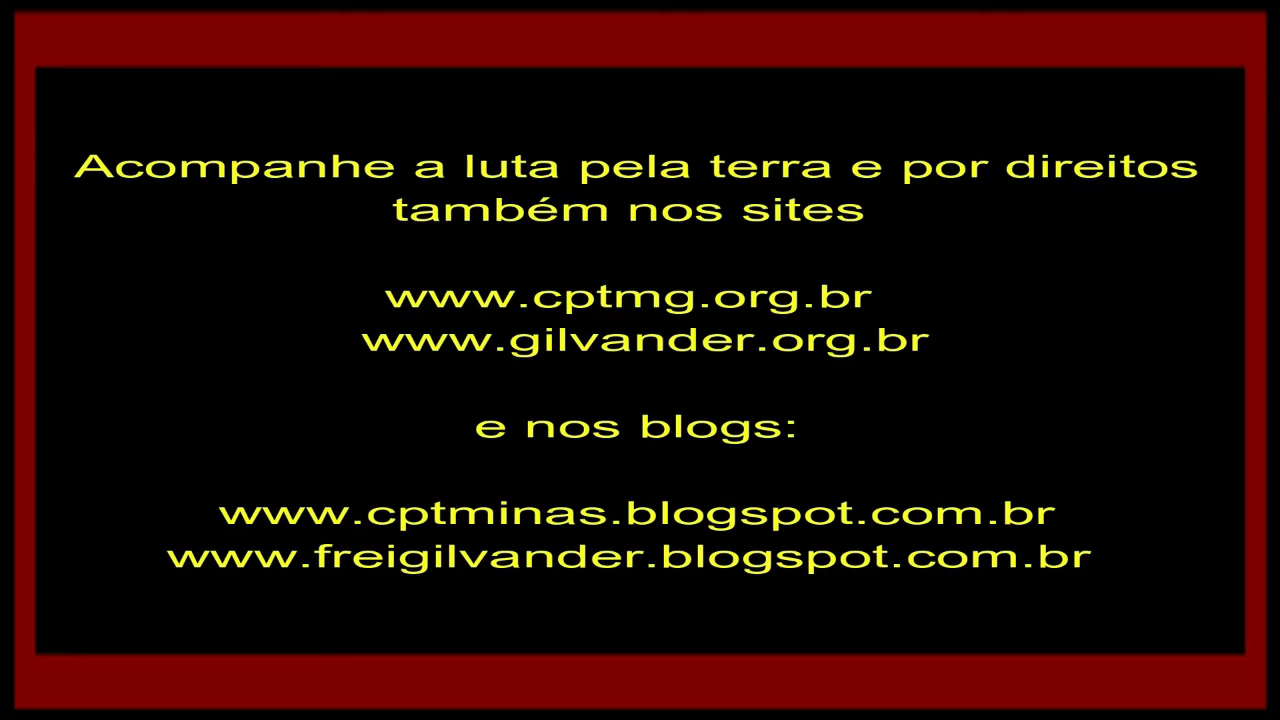 Acompanhe a luta pela terra e por direitos
também nos sites
www.cptmg.org.br
www.gilvander.org.br
e nos blogs:
www.cptminas.blogspot.com.br
www.freigilvander.blogspot.com.br